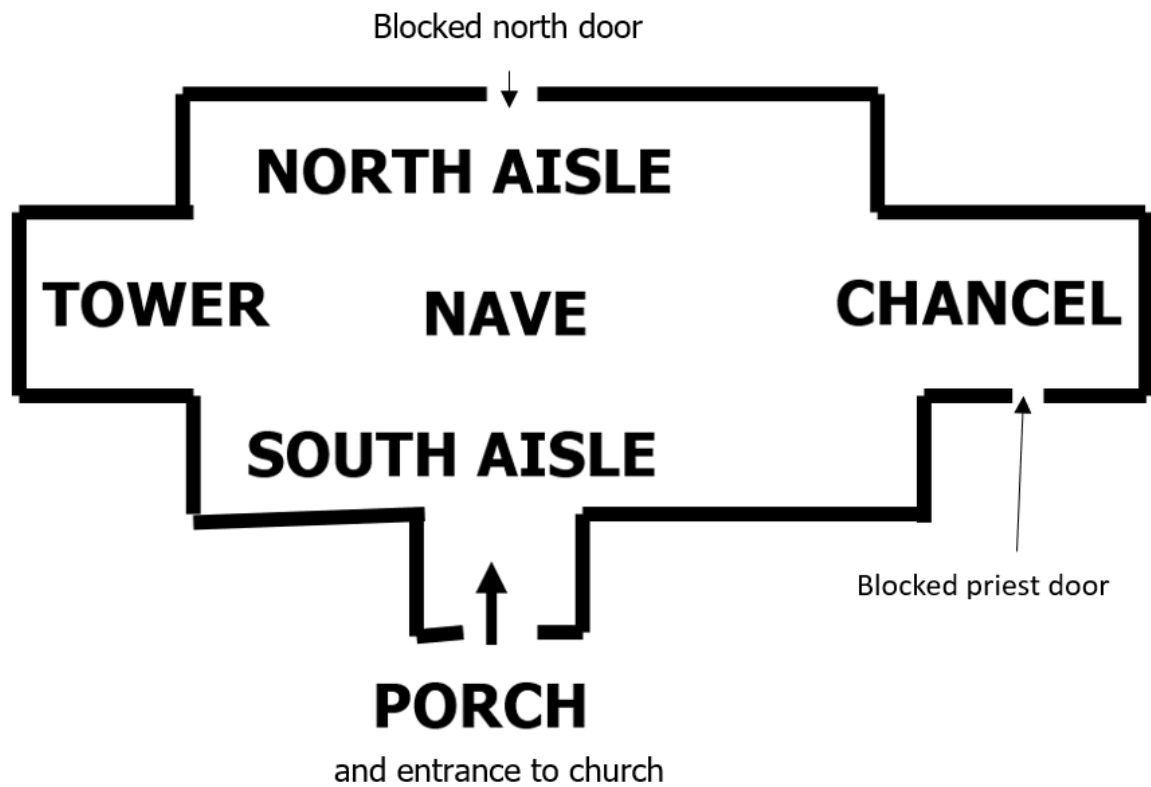 Blocked north door
NORTH AISLE
TOWER
NAVE
CHANCEL
SOUTH AISLE
Blocked priest door
PORCH
and entrance to church